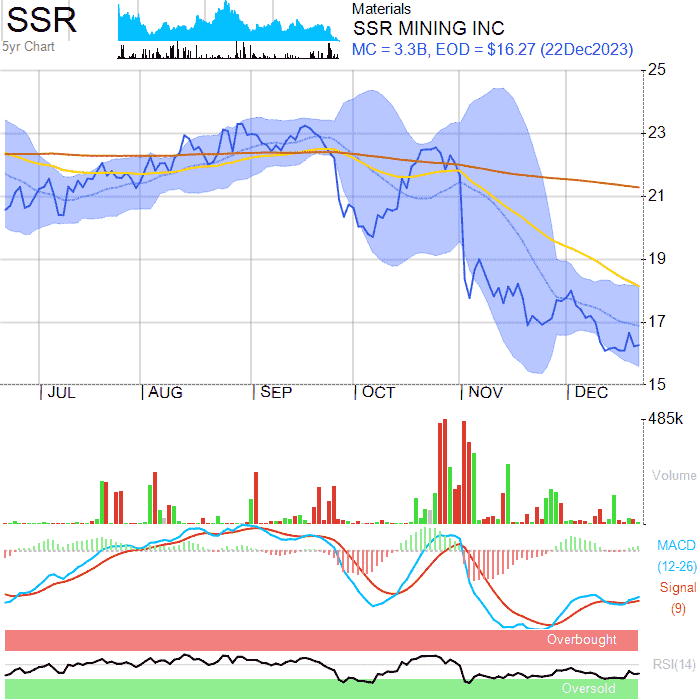 SSR
5yr Chart
Materials
SSR MINING INC
MC = 3.3B, EOD = $16.27 (22Dec2023)
25
23
21
19
17
15
JUL AUG SEP OCT NOV DEC
485k
Volume
MACD
(12-26)
Signal
(9)
Overbought
RSI(14)
Oversold